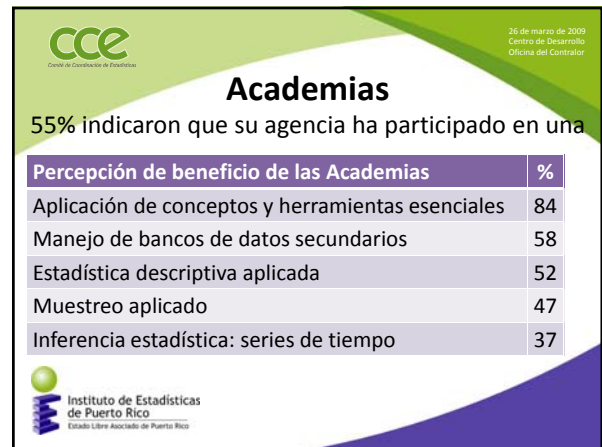 CCE
Comité de Coordinación de Estadísticas
26 de marzo de 2009
Centro de Desarrollo
Oficina del Contralor
Academias
55% indicaron que su agencia ha participado en una
Percepción de beneficio de las Academias %
Aplicación de conceptos y herramientas esenciales 84
Manejo de bancos de datos secundarios 58
Estadística descriptiva aplicada 52
Muestreo aplicado 47
Inferencia estadística: series de tiempo 37
Instituto de Estadísticas
de Puerto Rico
Estado Libre Asociado de Puerto Rico